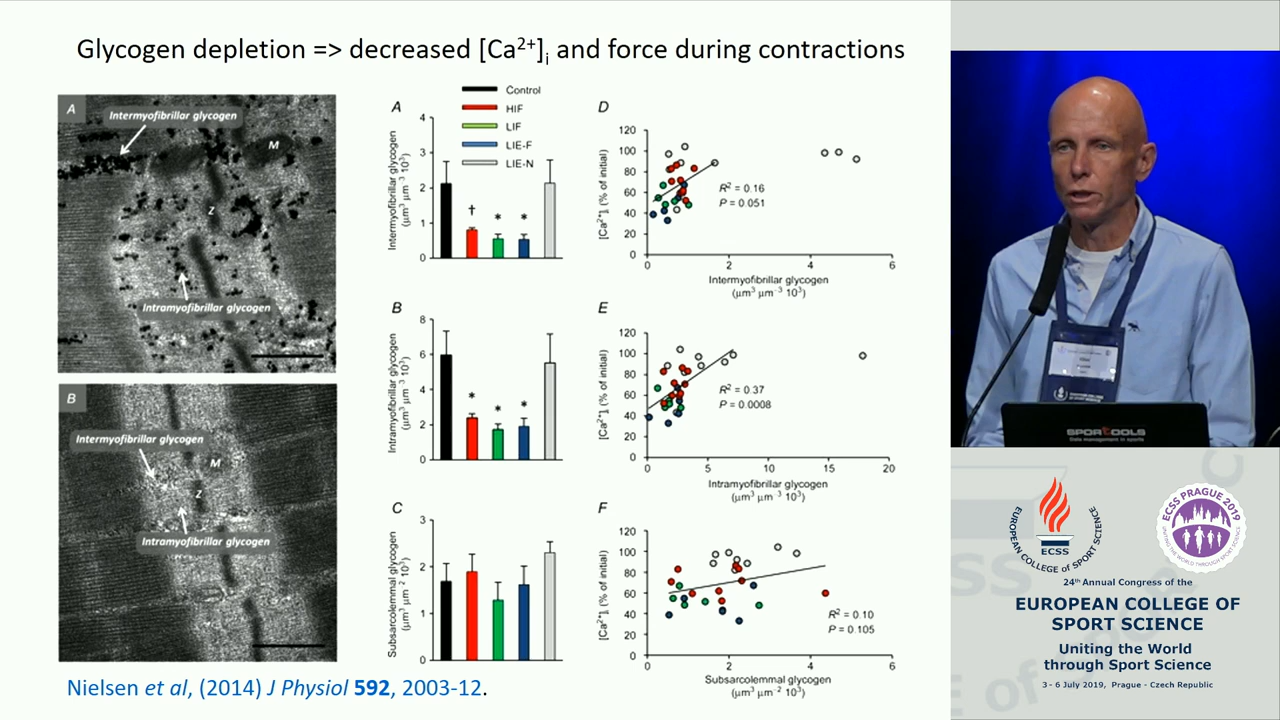 Glycogen depletion => decreased [Ca2+]i and force during contractions
A
Intermyofibrillar glycogen
M
Z
Intramyofibrillar glycogen
B
Intermyofibrillar glycogen
M
Z
Intramyofibrillar glycogen
A
Control
HIF
LIF
LIE-F
LIE-N
Intermyofibrillar glycogen
(μm3 μm-3 103)
4
3
2
1
0
†
*
*
B
Intramyofibrillar glycogen
(μm3 μm-3 103)
8
6
4
2
0
*
*
*
C
Subsarcolemmal glycogen
(μm3 μm-2 103)
3
2
1
0
D
[Ca2+]i (% of initial)
120
100
80
60
40
20
0
R2 = 0.16
P = 0.051
0
2
4
6
Intermyofibrillar glycogen
(μm3 μm-3 103)
E
[Ca2+]i (% of initial)
120
100
80
60
40
20
0
R2 = 0.37
P = 0.0008
0
5
10
15
20
Intramyofibrillar glycogen
(μm3 μm-3 103)
F
[Ca2+]i (% of initial)
120
100
80
60
40
20
0
R2 = 0.10
P = 0.105
0
2
4
6
Subsarcolemmal glycogen
(μm3 μm-2 103)
Nielsen et al, (2014) J Physiol 592, 2003-12.
SPORTOOLS
Data management in sports
EUROPEAN COLLEGE OF SPORT SCIENCE
ECSS
ECSS PRAGUE 2019
UNITING THE WORLD THROUGH SPORT SCIENCE
24th Annual Congress of the
EUROPEAN COLLEGE OF
SPORT SCIENCE
Uniting the World
through Sport Science
3 - 6 July 2019, Prague - Czech Republic